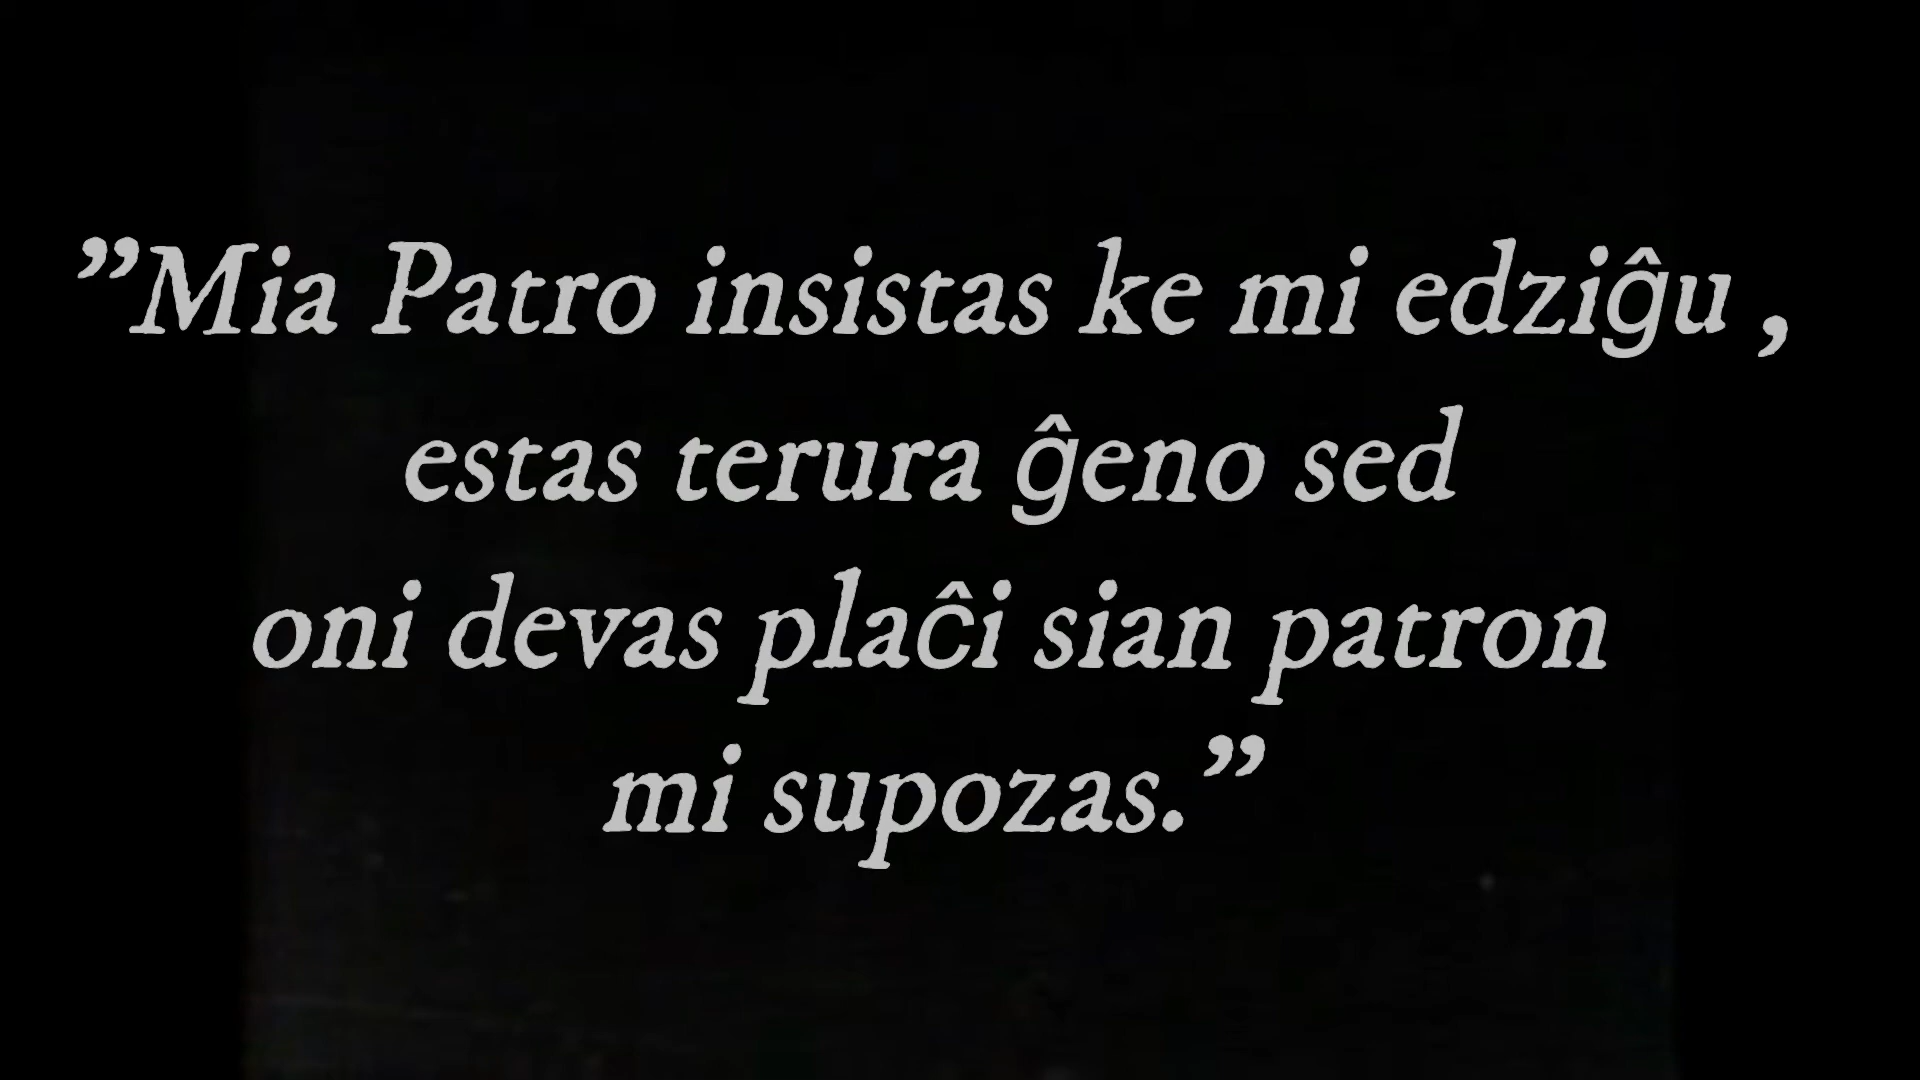 ”Mia Patro insistas ke mi edziĝu ,
estas terura ĝeno sed
oni devas plaĉi sian patron
mi supozas.”